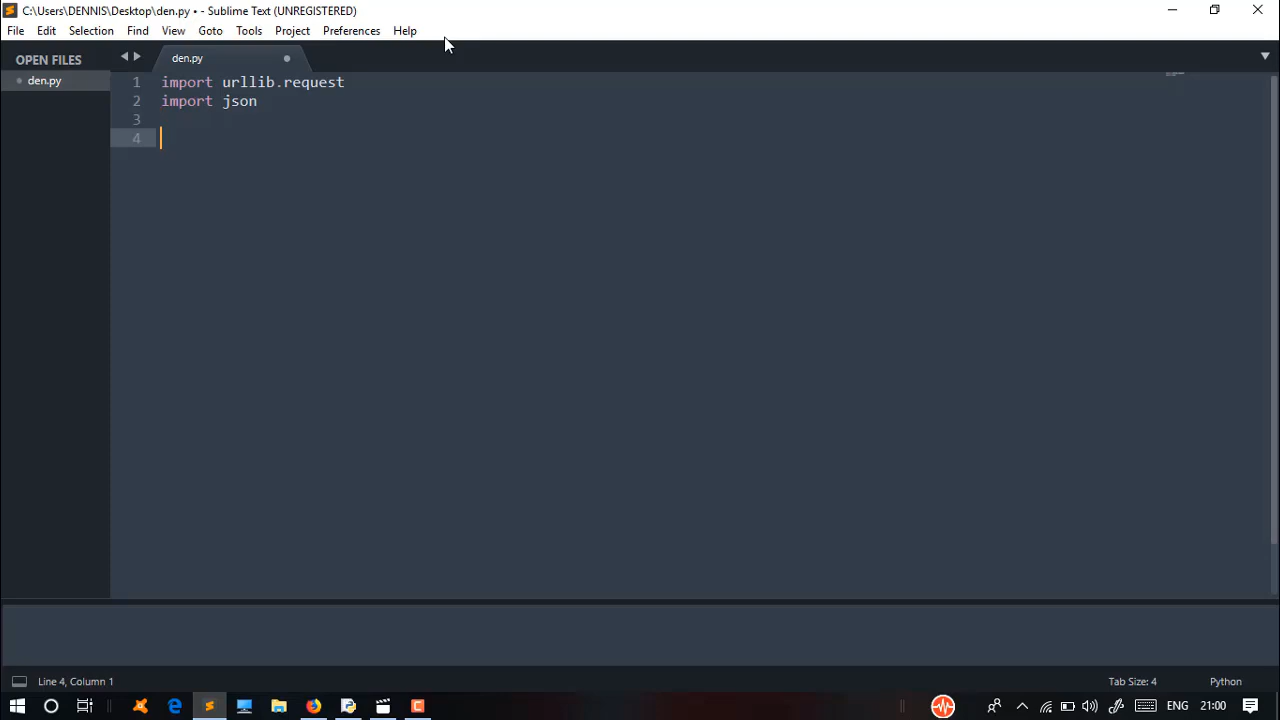 C:\Users\DENNIS\Desktop\den.py • - Sublime Text (UNREGISTERED)
File Edit Selection Find View Goto Tools Project Preferences Help
OPEN FILES
den.py
den.py
1 import urllib.request
2 import json
3
4
Line 4, Column 1
Tab Size: 4
Python
ENG
21:00